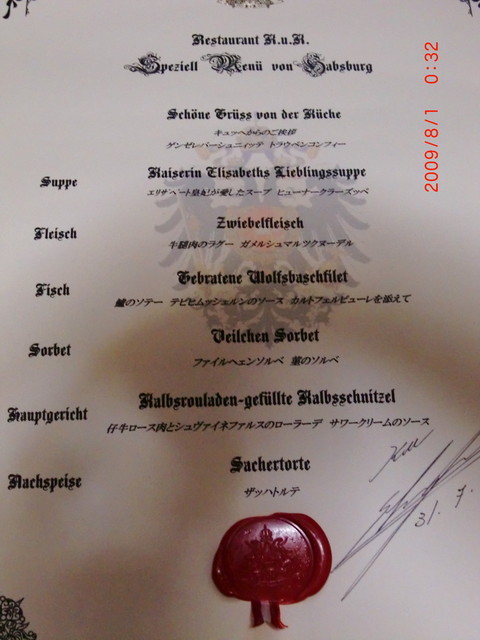 2009/8/1 0:32
Restaurant K.u.K.
Speziell Menü von Habsburg
Schöne Grüss von der Küche
キュッヘからのご挨拶
ゲンゼレバーシュニィッテ トラウベンコンフィー
Suppe
Kaiserin Elisabeths Lieblingssuppe
エリザベート皇妃が愛したスープ ヒューナークラーズッペ
Fleisch
Zwiebelfleisch
牛腿肉のラグー ガメルシュマルツクヌーデル
Fisch
Gebratene Wolfsbaschfilet
鱸のソテー テビヒムッシェルンのソース カルトフェルピューレを添えて
Sorbet
Veilchen Sorbet
ファイルヘェンソルベ 菫のソルベ
Hauptgericht
Kalbsrouladen-gefüllte Kalbsschnitzel
仔牛ロース肉とシュヴァイネファルスのローラーデ サワークリームのソース
Nachspeise
Sachertorte
ザッハトルテ
31. 7.